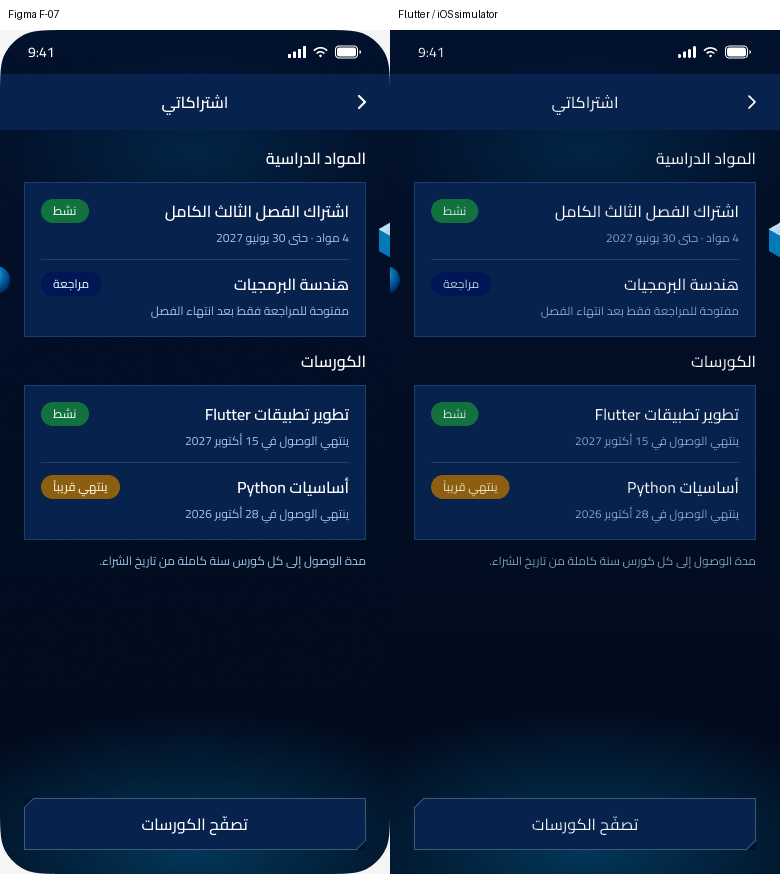 Figma F-07
9:41
اشتراكاتي
المواد الدراسية
اشتراك الفصل الثالث الكامل
نشط
4 مواد · حتى 30 يونيو 2027
هندسة البرمجيات
مراجعة
مفتوحة للمراجعة فقط بعد انتهاء الفصل
الكورسات
تطوير تطبيقات Flutter
نشط
ينتهي الوصول في 15 أكتوبر 2027
أساسيات Python
ينتهي قريباً
ينتهي الوصول في 28 أكتوبر 2026
مدة الوصول إلى كل كورس سنة كاملة من تاريخ الشراء.
تصفّح الكورسات
Flutter / iOS simulator
9:41
اشتراكاتي
المواد الدراسية
اشتراك الفصل الثالث الكامل
نشط
4 مواد · حتى 30 يونيو 2027
هندسة البرمجيات
مراجعة
مفتوحة للمراجعة فقط بعد انتهاء الفصل
الكورسات
تطوير تطبيقات Flutter
نشط
ينتهي الوصول في 15 أكتوبر 2027
أساسيات Python
ينتهي قريباً
ينتهي الوصول في 28 أكتوبر 2026
مدة الوصول إلى كل كورس سنة كاملة من تاريخ الشراء.
تصفّح الكورسات